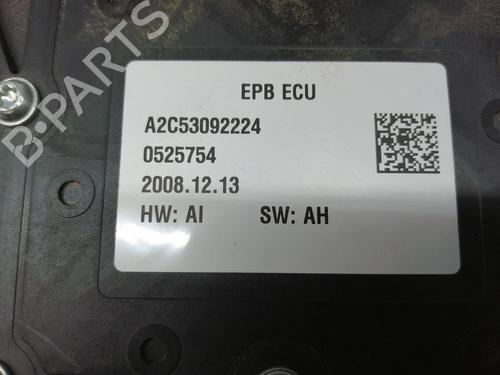 EPB ECU
A2C53092224
0525754
2008.12.13
HW: AI SW: AH
B-PARTS